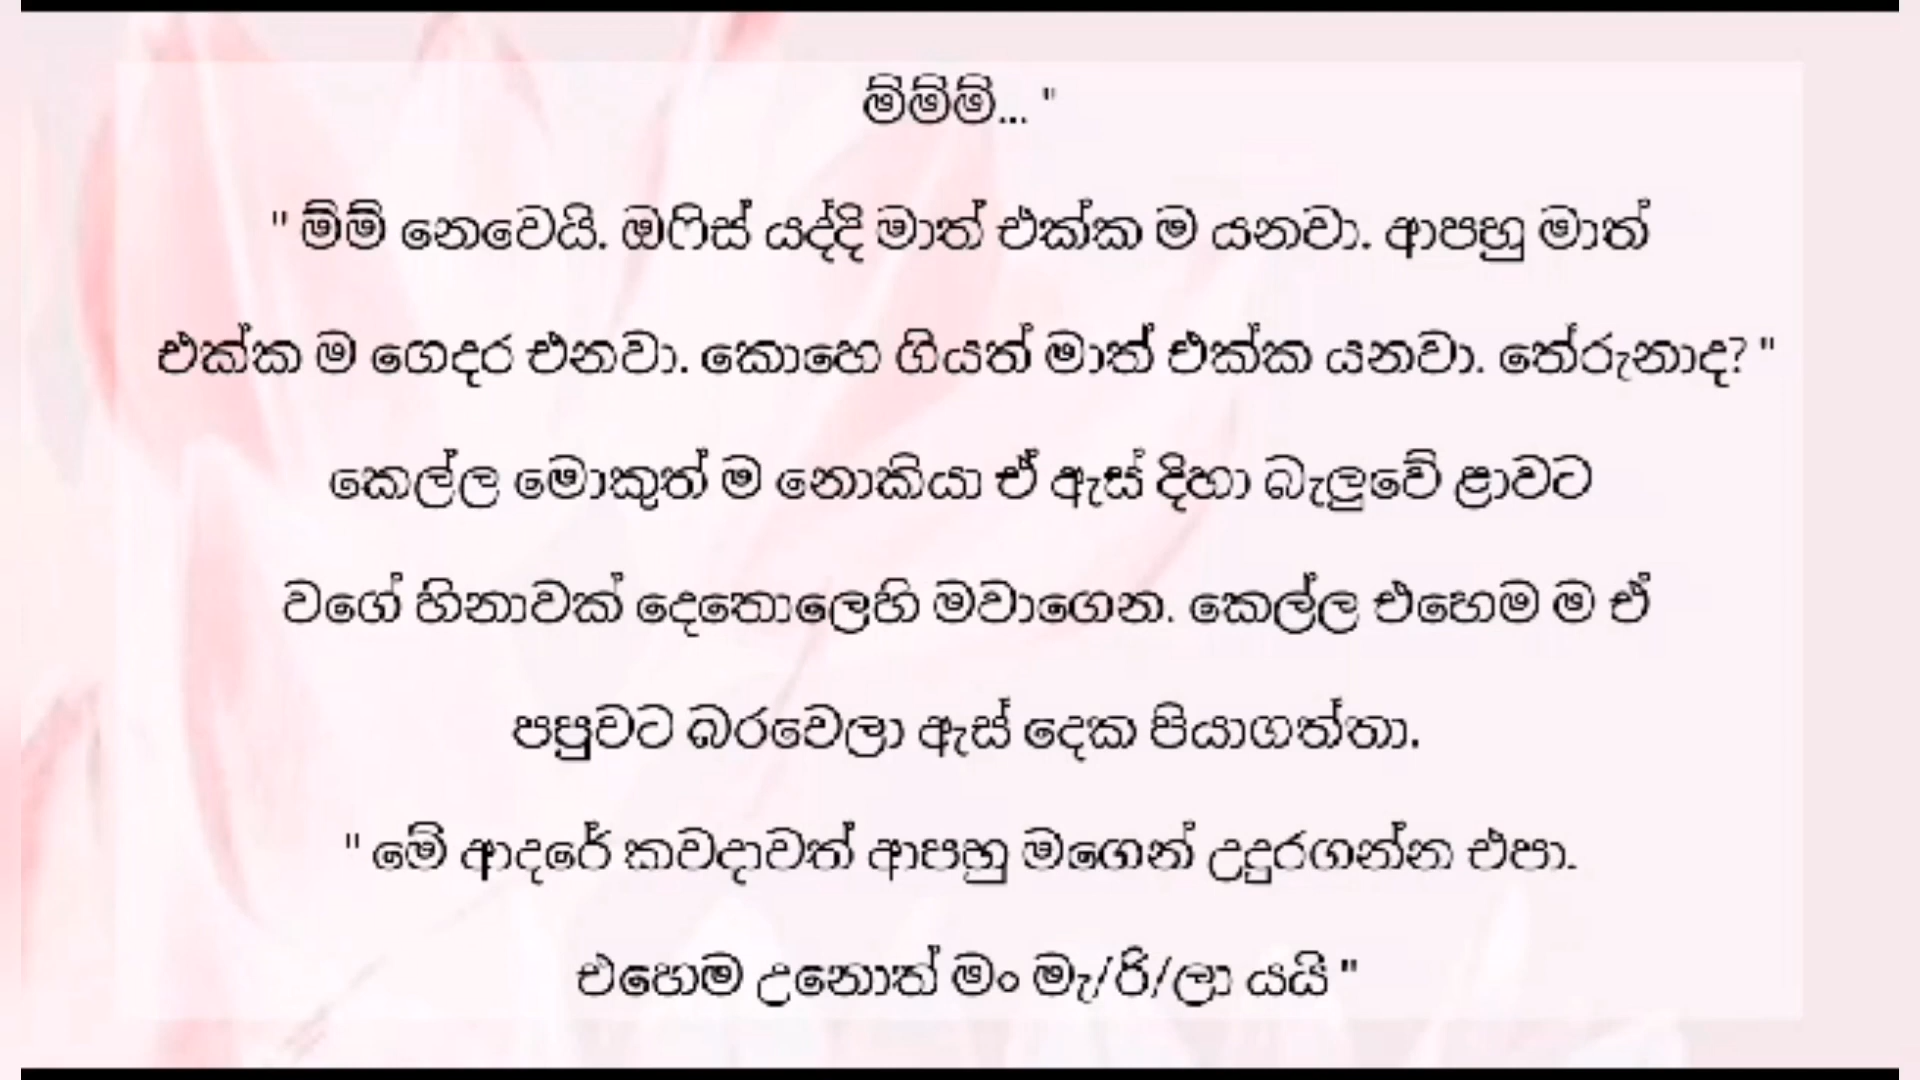 ම්ම්ම්... "
" ම්ම් නෙවෙයි. ඔෆිස් යද්දි මාත් එක්ක ම යනවා. ආපහු මාත්
එක්ක ම ගෙදර එනවා. කොහෙ ගියත් මාත් එක්ක යනවා. තේරුනාද? "
කෙල්ල මොකුත් ම නොකියා ඒ ඇස් දිහා බැලුවේ ළාවට
වගේ හිනාවක් දෙතොලෙහි මවාගෙන. කෙල්ල එහෙම ම ඒ
පපුවට බරවෙලා ඇස් දෙක පියාගත්තා.
" මේ ආදරේ කවදාවත් ආපහු මගෙන් උදුරගන්න එපා.
එහෙම උනොත් මං මැ/රි/ලා යයි "